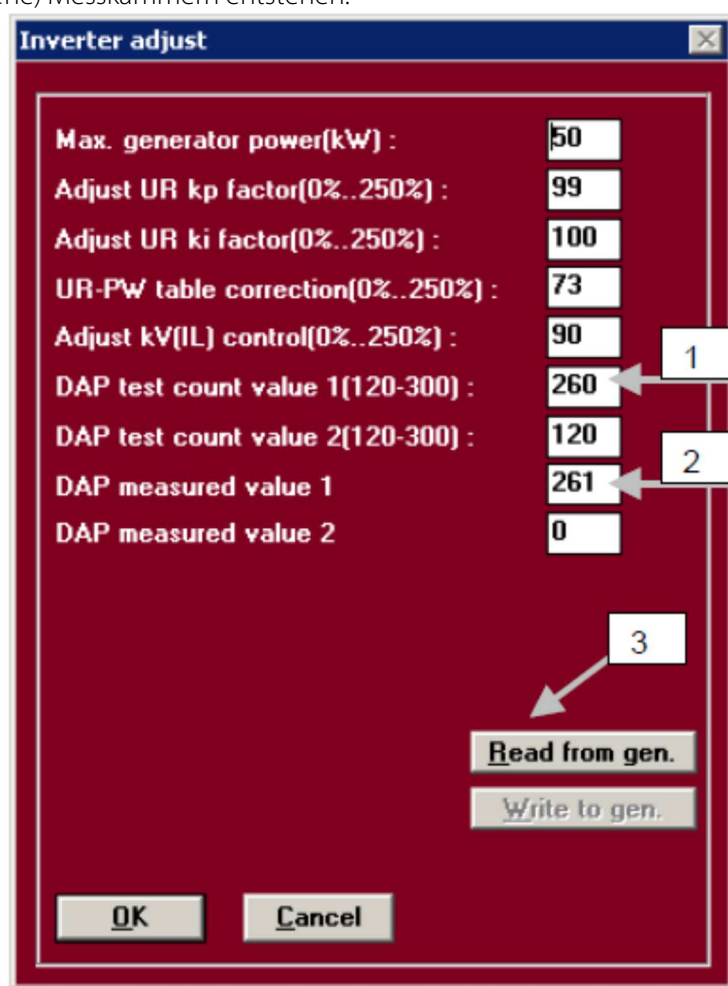 Messkammern entstehen.
Inverter adjust
Max. generator power(kW) : 50
Adjust UR kp factor(0%..250%) : 99
Adjust UR ki factor(0%..250%) : 100
UR-PW table correction(0%..250%) : 73
Adjust kV(IL) control(0%..250%) : 90
1
DAP test count value 1(120-300) : 260
DAP test count value 2(120-300) : 120
2
DAP measured value 1 261
DAP measured value 2 0
3
Read from gen.
Write to gen.
OK Cancel